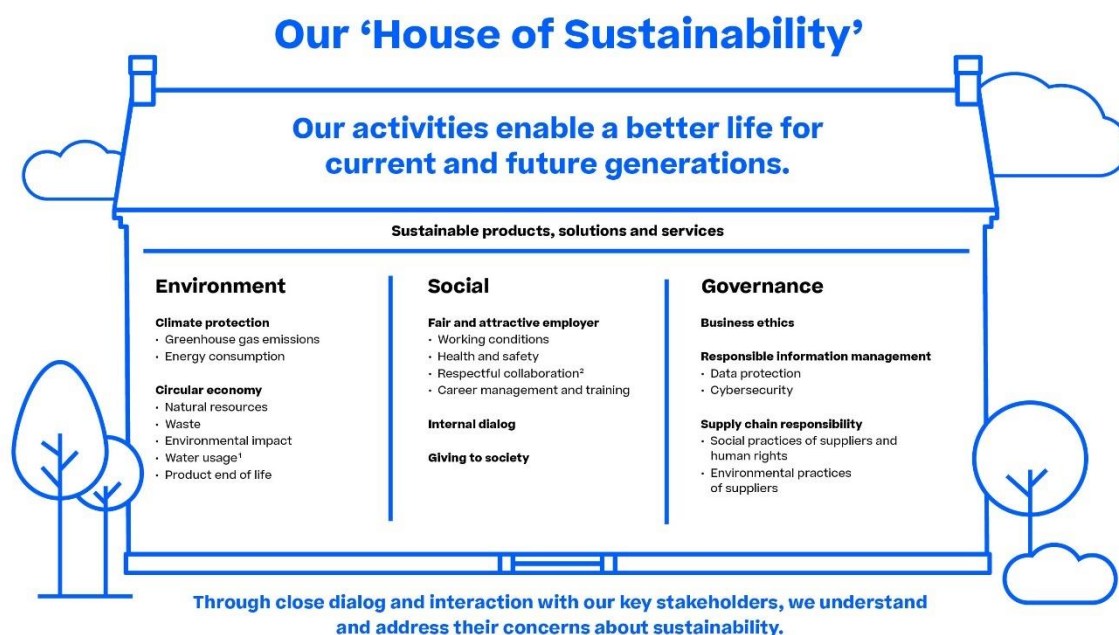 Our ‘House of Sustainability’
Our activities enable a better life for
current and future generations.
Sustainable products, solutions and services
Environment
Climate protection
· Greenhouse gas emissions
· Energy consumption
Circular economy
· Natural resources
· Waste
· Environmental impact
· Water usage¹
· Product end of life
Social
Fair and attractive employer
· Working conditions
· Health and safety
· Respectful collaboration²
· Career management and training
Internal dialog
Giving to society
Governance
Business ethics
Responsible information management
· Data protection
· Cybersecurity
Supply chain responsibility
· Social practices of suppliers and
human rights
· Environmental practices
of suppliers
Through close dialog and interaction with our key stakeholders, we understand
and address their concerns about sustainability.